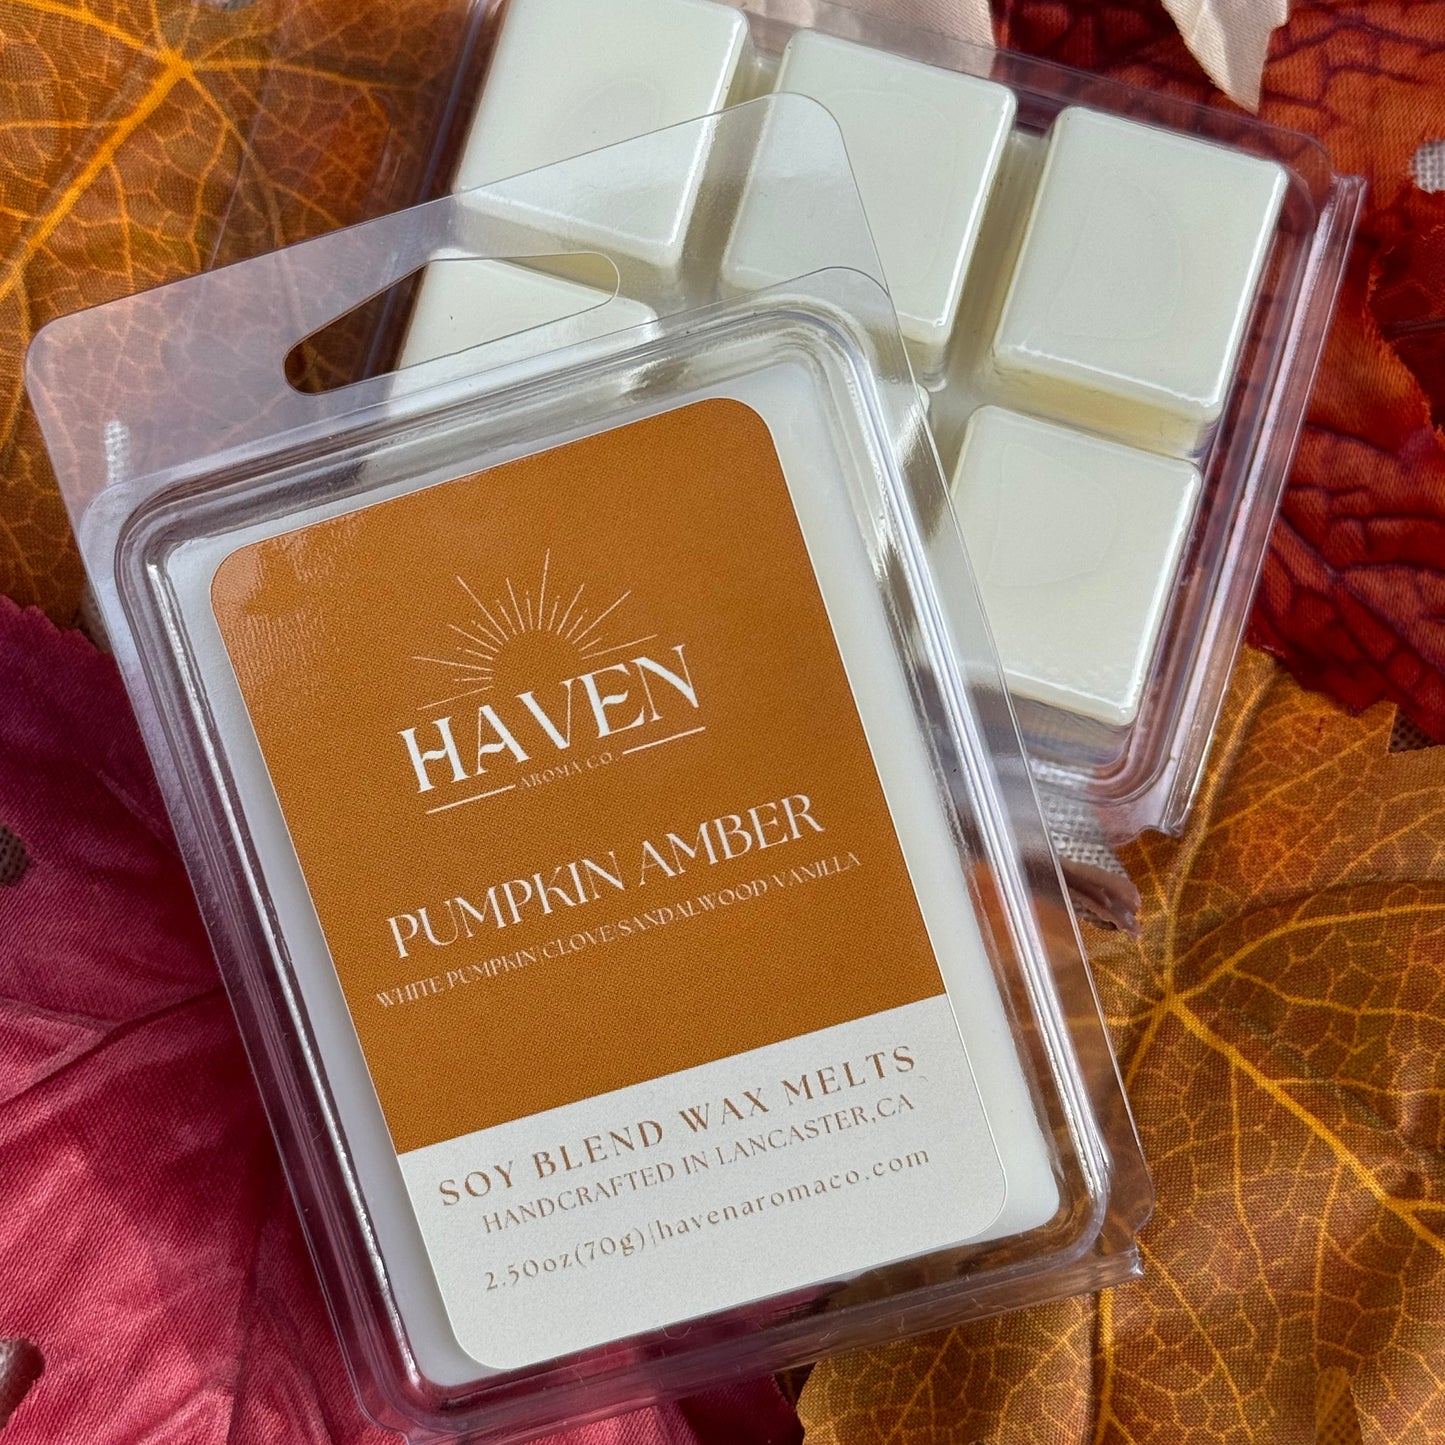 HAVEN
AROMA CO.
PUMPKIN AMBER
WHITE PUMPKIN|CLOVE|SANDALWOOD|VANILLA
SOY BLEND WAX MELTS
HANDCRAFTED IN LANCASTER,CA
2.50oz(70g)|havenaromaco.com